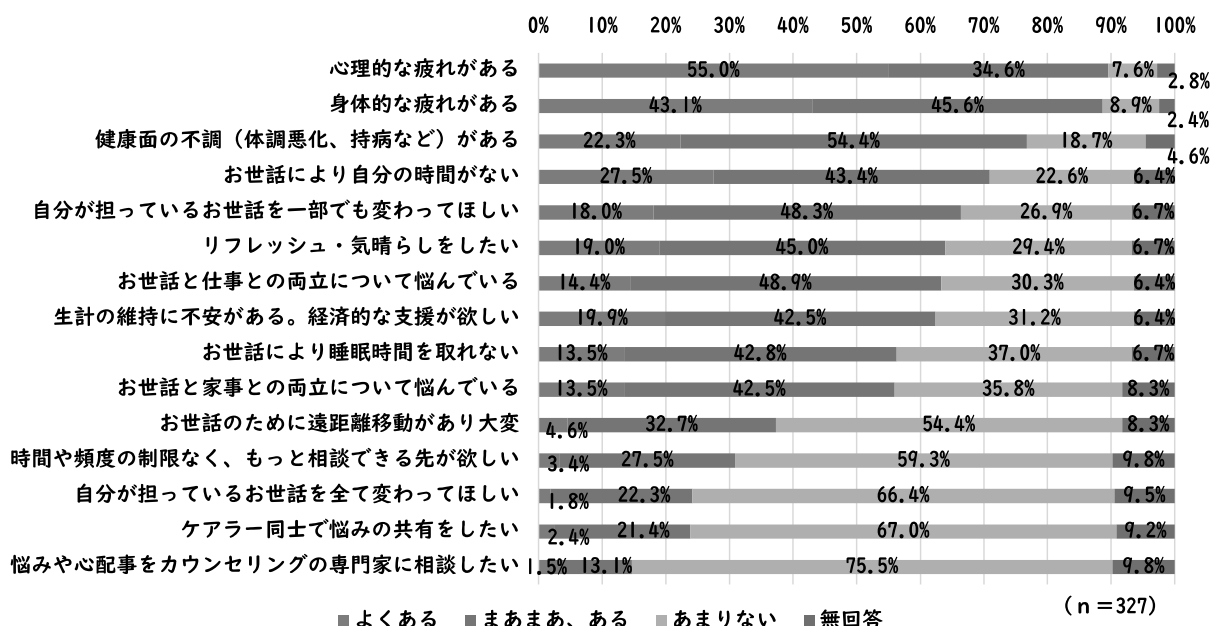 0% 10% 20% 30% 40% 50% 60% 70% 80% 90% 100%
心理的な疲れがある 55.0% 34.6% 7.6% 2.8%
身体的な疲れがある 43.1% 45.6% 8.9% 2.4%
健康面の不調（体調悪化、持病など）がある 22.3% 54.4% 18.7% 4.6%
お世話により自分の時間がない 27.5% 43.4% 22.6% 6.4%
自分が担っているお世話を一部でも変わってほしい 18.0% 48.3% 26.9% 6.7%
リフレッシュ・気晴らしをしたい 19.0% 45.0% 29.4% 6.7%
お世話と仕事との両立について悩んでいる 14.4% 48.9% 30.3% 6.4%
生計の維持に不安がある。経済的な支援が欲しい 19.9% 42.5% 31.2% 6.4%
お世話により睡眠時間を取れない 13.5% 42.8% 37.0% 6.7%
お世話と家事との両立について悩んでいる 13.5% 42.5% 35.8% 8.3%
お世話のために遠距離移動があり大変 4.6% 32.7% 54.4% 8.3%
時間や頻度の制限なく、もっと相談できる先が欲しい 3.4% 27.5% 59.3% 9.8%
自分が担っているお世話を全て変わってほしい 1.8% 22.3% 66.4% 9.5%
ケアラー同士で悩みの共有をしたい 2.4% 21.4% 67.0% 9.2%
悩みや心配事をカウンセリングの専門家に相談したい 1.5% 13.1% 75.5% 9.8%
（ｎ＝327）
よくある まあまあ、ある あまりない 無回答